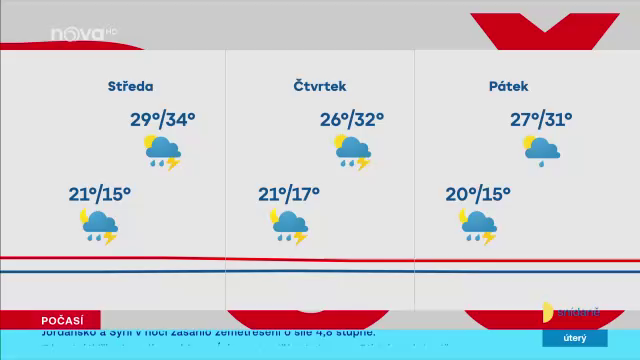 nova HD
Středa
Čtvrtek
Pátek
29°/34°
26°/32°
27°/31°
21°/15°
21°/17°
20°/15°
snídaně
POČASÍ
úterý
Jordánsko a Sýrii v noci zasáhlo zemětřesení o síle 4,8 stupně.